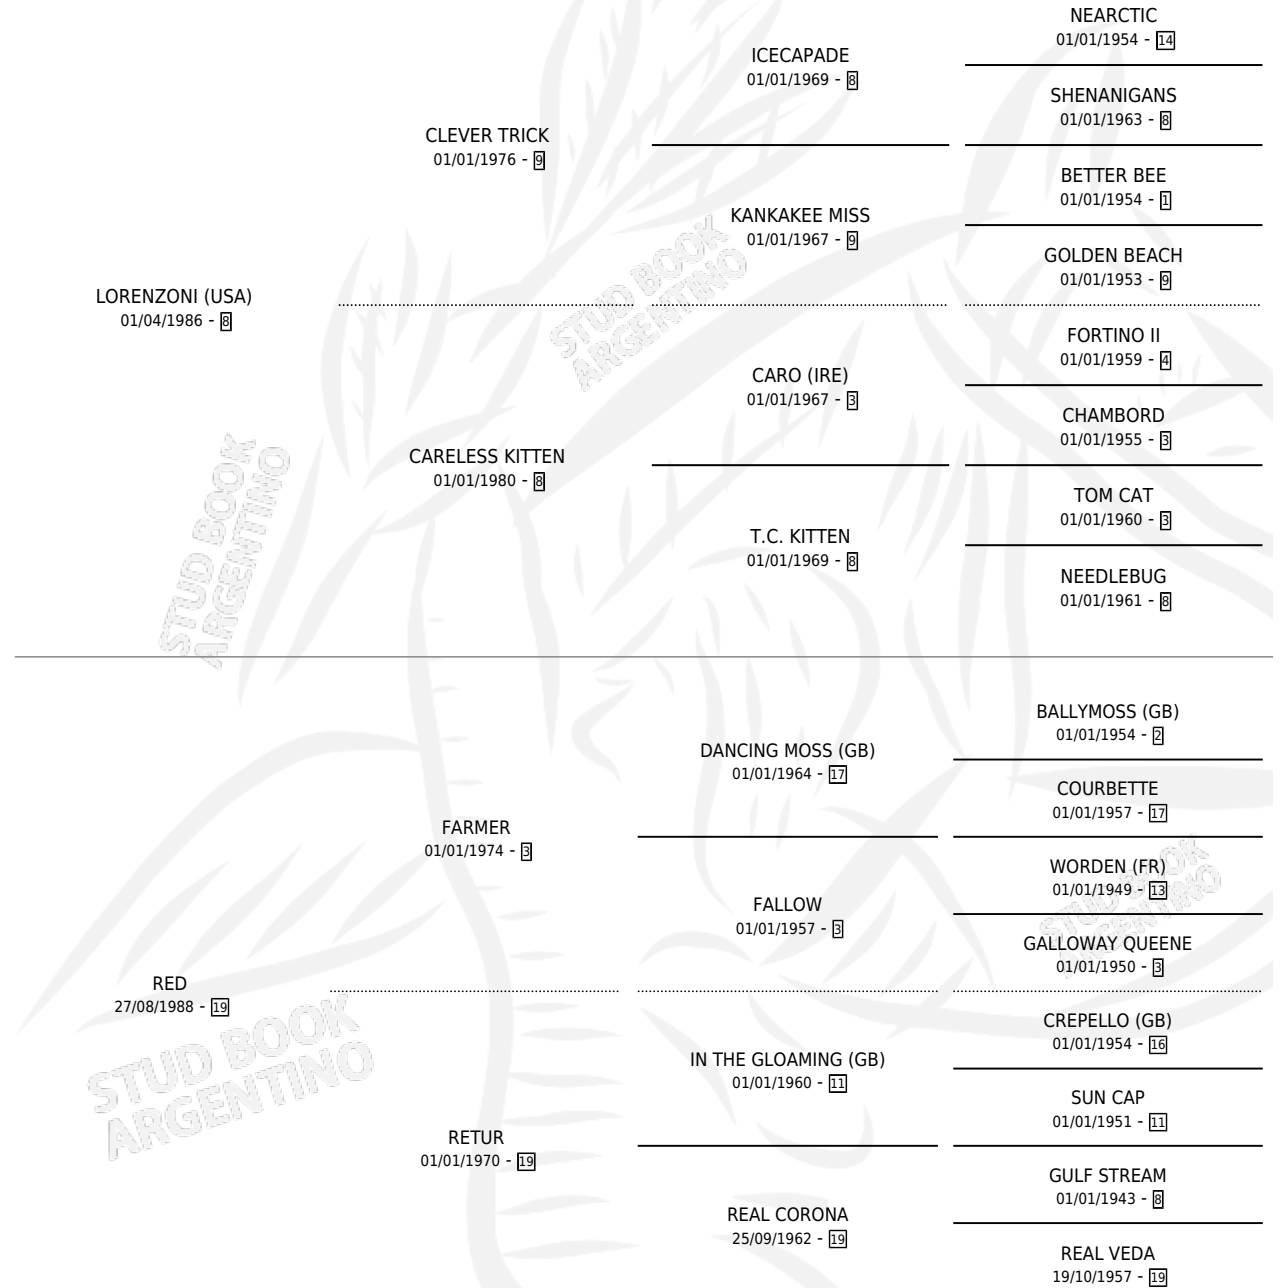 NEARCTIC
01/01/1954 - 14
ICECAPADE
01/01/1969 - 8
SHENANIGANS
01/01/1963 - 8
CLEVER TRICK
01/01/1976 - 9
BETTER BEE
01/01/1954 - 1
KANKAKEE MISS
01/01/1967 - 9
GOLDEN BEACH
01/01/1953 - 9
LORENZONI (USA)
01/04/1986 - 8
STUD BOOK
ARGENTINO
FORTINO II
01/01/1959 - 4
CARO (IRE)
01/01/1967 - 3
CHAMBORD
01/01/1955 - 3
CARELESS KITTEN
01/01/1980 - 8
TOM CAT
01/01/1960 - 3
T.C. KITTEN
01/01/1969 - 8
NEEDLEBUG
01/01/1961 - 8
STUD BOOK
ARGENTINO
BALLYMOSS (GB)
01/01/1954 - 2
DANCING MOSS (GB)
01/01/1964 - 17
COURBETTE
01/01/1957 - 17
FARMER
01/01/1974 - 3
WORDEN (FR)
01/01/1949 - 13
FALLOW
01/01/1957 - 3
GALLOWAY QUEENE
01/01/1950 - 3
STUD BOOK
ARGENTINO
RED
27/08/1988 - 19
CREPELLO (GB)
01/01/1954 - 16
IN THE GLOAMING (GB)
01/01/1960 - 11
SUN CAP
01/01/1951 - 11
STUD BOOK
ARGENTINO
RETUR
01/01/1970 - 19
GULF STREAM
01/01/1943 - 8
REAL CORONA
25/09/1962 - 19
REAL VEDA
19/10/1957 - 19